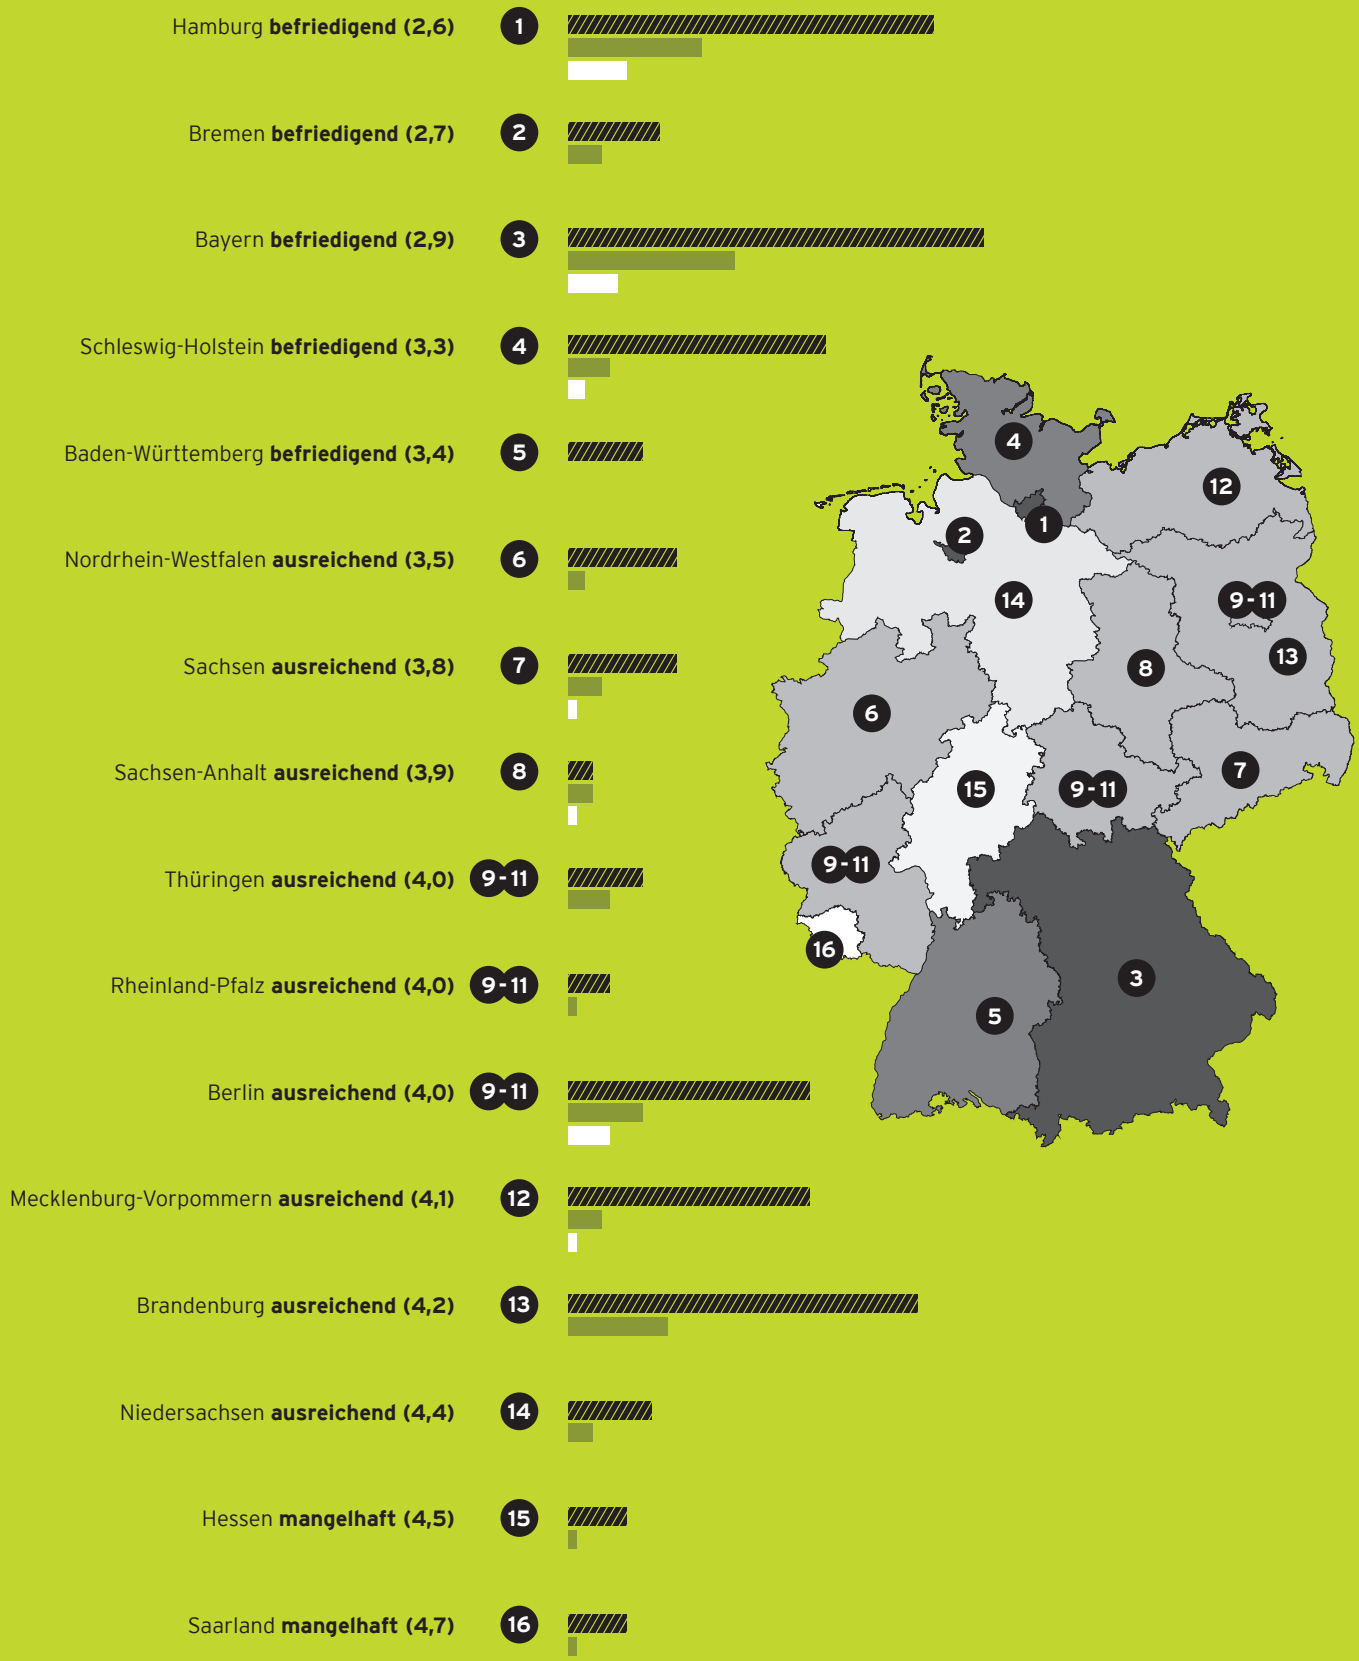 Hamburg befriedigend (2,6) 1
Bremen befriedigend (2,7) 2
Bayern befriedigend (2,9) 3
Schleswig-Holstein befriedigend (3,3) 4
Baden-Württemberg befriedigend (3,4) 5
Nordrhein-Westfalen ausreichend (3,5) 6
Sachsen ausreichend (3,8) 7
Sachsen-Anhalt ausreichend (3,9) 8
Thüringen ausreichend (4,0) 9-11
Rheinland-Pfalz ausreichend (4,0) 9-11
Berlin ausreichend (4,0) 9-11
Mecklenburg-Vorpommern ausreichend (4,1) 12
Brandenburg ausreichend (4,2) 13
Niedersachsen ausreichend (4,4) 14
Hessen mangelhaft (4,5) 15
Saarland mangelhaft (4,7) 16
4
12
1
2
14
9-11
13
8
6
7
15
9-11
9-11
16
3
5